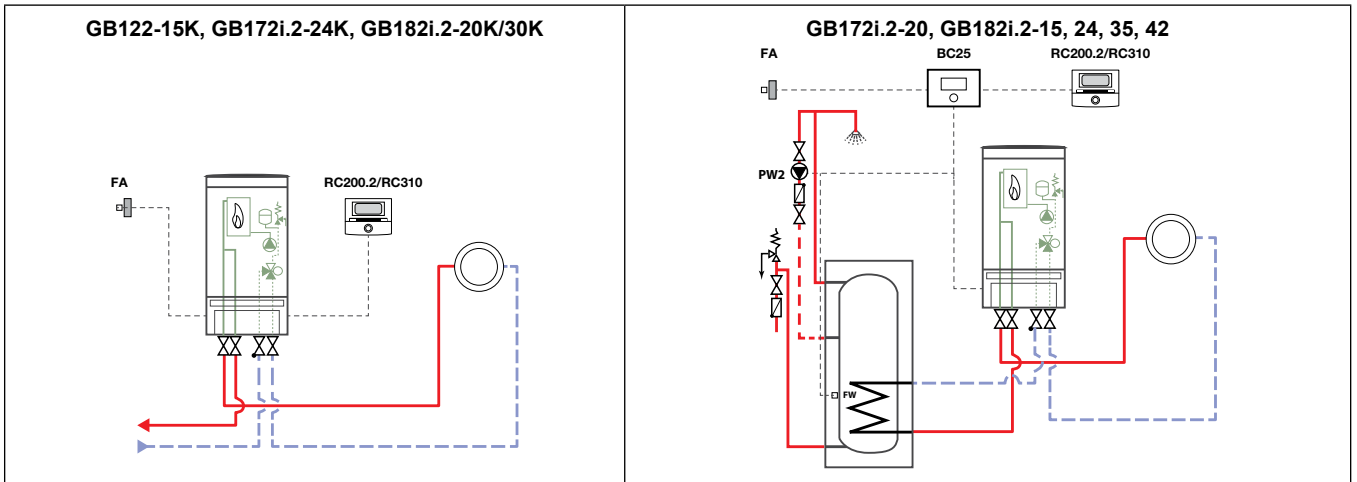 GB122-15K, GB172i.2-24K, GB182i.2-20K/30K
FA
RC200.2/RC310
GB172i.2-20, GB182i.2-15, 24, 35, 42
FA
BC25
RC200.2/RC310
PW2
FW